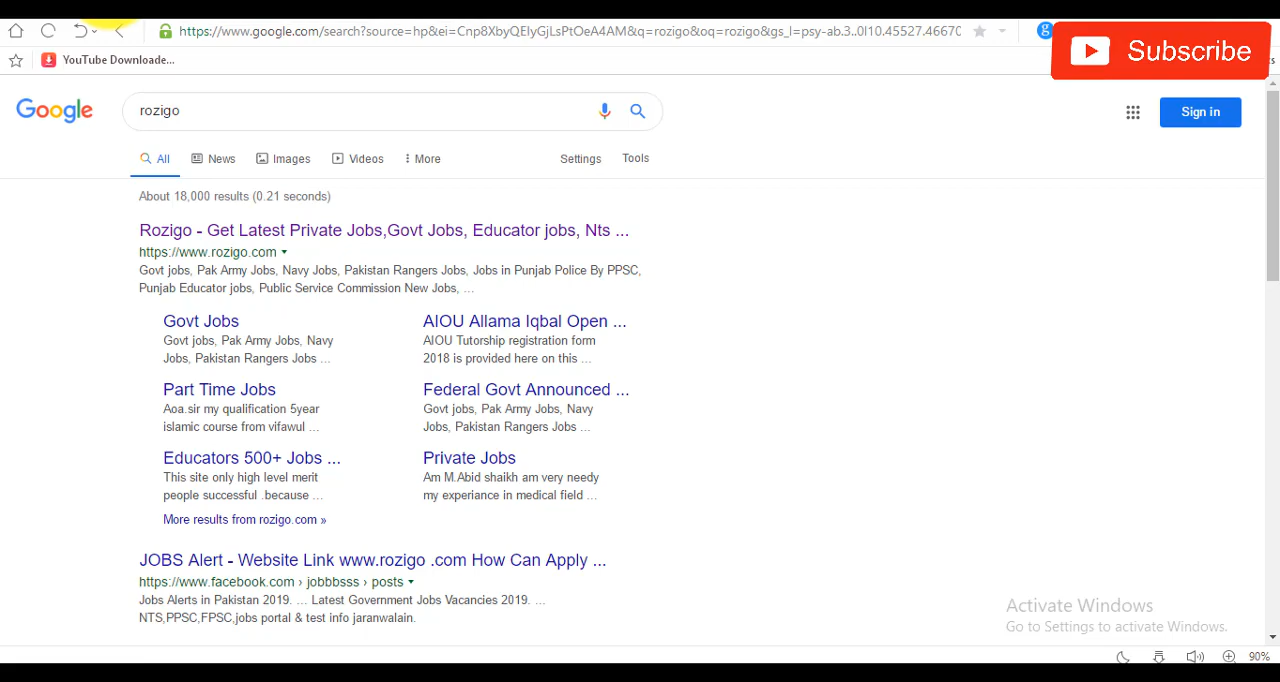 https://www.google.com/search?source=hp&ei=Cnp8XbyQEIyGjLsPtOeA4AM&q=rozigo&oq=rozigo&gs_l=psy-ab.3..0l10.45527.46670
g
Subscribe
YouTube Downloade...
Google
rozigo
Sign in
All
News
Images
Videos
More
Settings
Tools
About 18,000 results (0.21 seconds)
Rozigo - Get Latest Private Jobs,Govt Jobs, Educator jobs, Nts ...
https://www.rozigo.com
Govt jobs, Pak Army Jobs, Navy Jobs, Pakistan Rangers Jobs, Jobs in Punjab Police By PPSC,
Punjab Educator jobs, Public Service Commission New Jobs, ...
Govt Jobs
Govt jobs, Pak Army Jobs, Navy
Jobs, Pakistan Rangers Jobs ...
AIOU Allama Iqbal Open ...
AIOU Tutorship registration form
2018 is provided here on this ...
Part Time Jobs
Aoa.sir my qualification 5year
islamic course from vifawul ...
Federal Govt Announced ...
Govt jobs, Pak Army Jobs, Navy
Jobs, Pakistan Rangers Jobs ...
Educators 500+ Jobs ...
This site only high level merit
people successful .because ...
Private Jobs
Am M.Abid shaikh am very needy
my experiance in medical field ...
More results from rozigo.com »
JOBS Alert - Website Link www.rozigo .com How Can Apply ...
https://www.facebook.com › jobbbsss › posts
Jobs Alerts in Pakistan 2019. ... Latest Government Jobs Vacancies 2019. ...
NTS,PPSC,FPSC,jobs portal & test info jaranwalain.
Activate Windows
Go to Settings to activate Windows.
90%